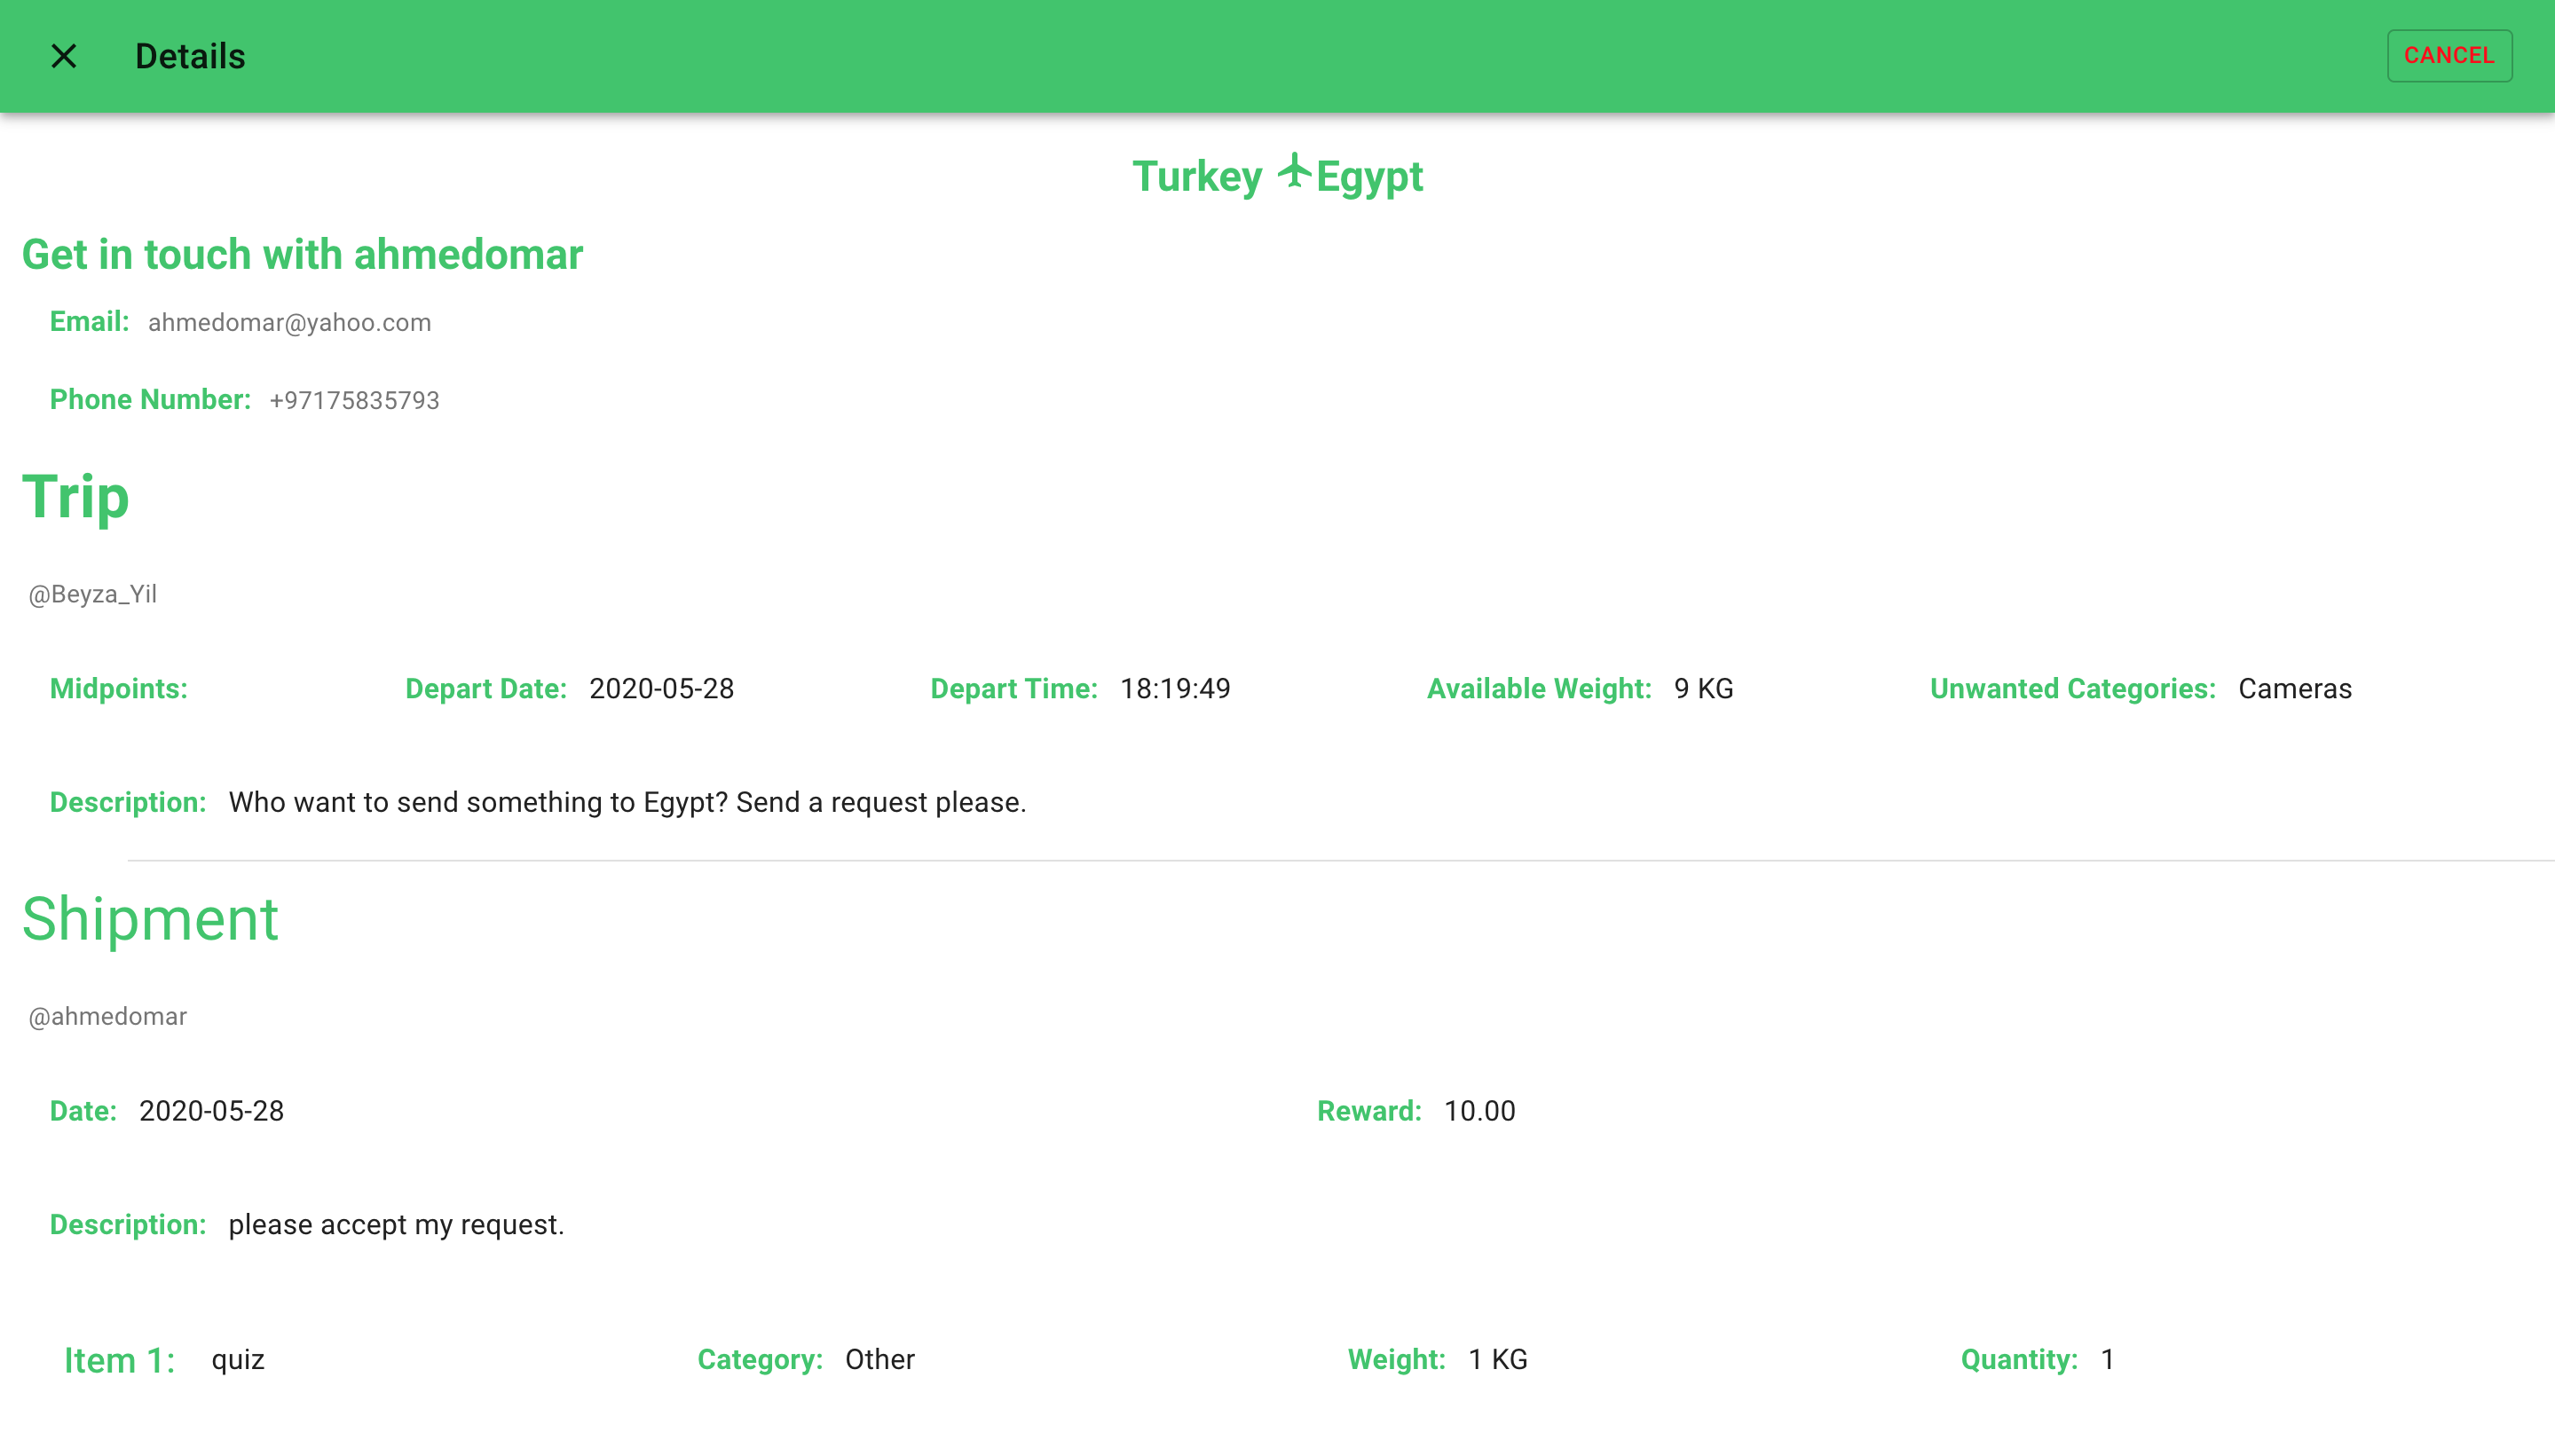 Details
CANCEL
Turkey Egypt
Get in touch with ahmedomar
Email: ahmedomar@yahoo.com
Phone Number: +97175835793
Trip
@Beyza_Yil
Midpoints: Depart Date: 2020-05-28 Depart Time: 18:19:49 Available Weight: 9 KG Unwanted Categories: Cameras
Description: Who want to send something to Egypt? Send a request please.
Shipment
@ahmedomar
Date: 2020-05-28 Reward: 10.00
Description: please accept my request.
Item 1: quiz Category: Other Weight: 1 KG Quantity: 1